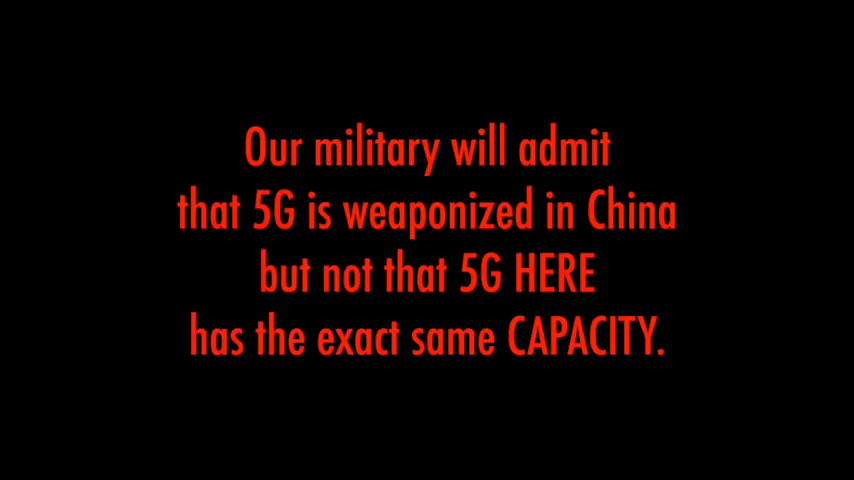 Our military will admit
that 5G is weaponized in China
but not that 5G HERE
has the exact same CAPACITY.